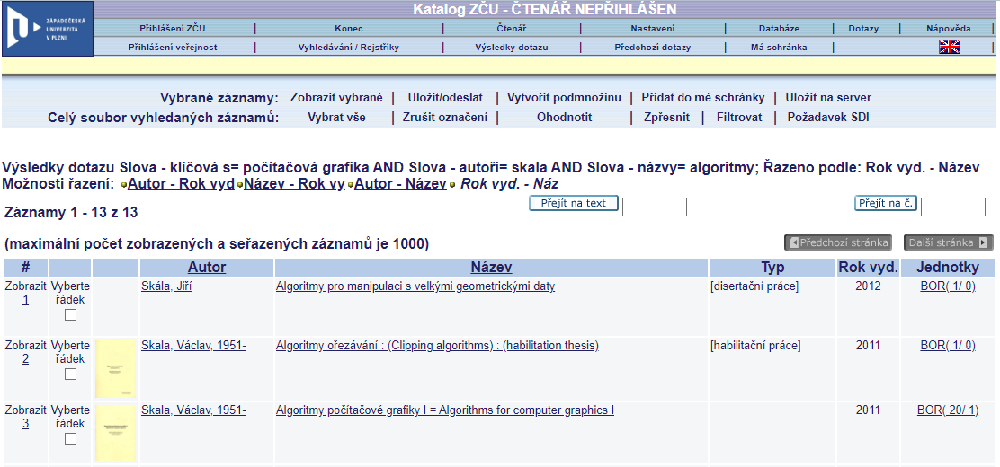 Katalog ZČU - ČTENÁŘ NEPŘIHLÁŠEN
ZÁPADOČESKÁ
UNIVERZITA
V PLZNI
Přihlášení ZČU | Konec | Čtenář | Nastavení | Databáze | Dotazy | Nápověda
Přihlášení veřejnost | Vyhledávání / Rejstříky | Výsledky dotazu | Předchozí dotazy | Má schránka |
Vybrané záznamy: Zobrazit vybrané | Uložit/odeslat | Vytvořit podmnožinu | Přidat do mé schránky | Uložit na server
Celý soubor vyhledaných záznamů: Vybrat vše | Zrušit označení | Ohodnotit | Zpřesnit | Filtrovat | Požadavek SDI
Výsledky dotazu Slova - klíčová s= počítačová grafika AND Slova - autoři= skala AND Slova - názvy= algoritmy; Řazeno podle: Rok vyd. - Název
Možnosti řazení: Autor - Rok vyd Název - Rok vy Autor - Název Rok vyd. - Náz
Záznamy 1 - 13 z 13 Přejít na text Přejít na č.
(maximální počet zobrazených a seřazených záznamů je 1000) Předchozí stránka Další stránka
# Autor Název Typ Rok vyd. Jednotky
Zobrazit Vyberte Skála, Jiří Algoritmy pro manipulaci s velkými geometrickými daty [disertační práce] 2012 BOR( 1/ 0)
1 řádek
Zobrazit Vyberte Skala, Václav, 1951- Algoritmy ořezávání : (Clipping algorithms) : (habilitation thesis) [habilitační práce] 2011 BOR( 1/ 0)
2 řádek
Zobrazit Vyberte Skala, Václav, 1951- Algoritmy počítačové grafiky I = Algorithms for computer graphics I 2011 BOR( 20/ 1)
3 řádek